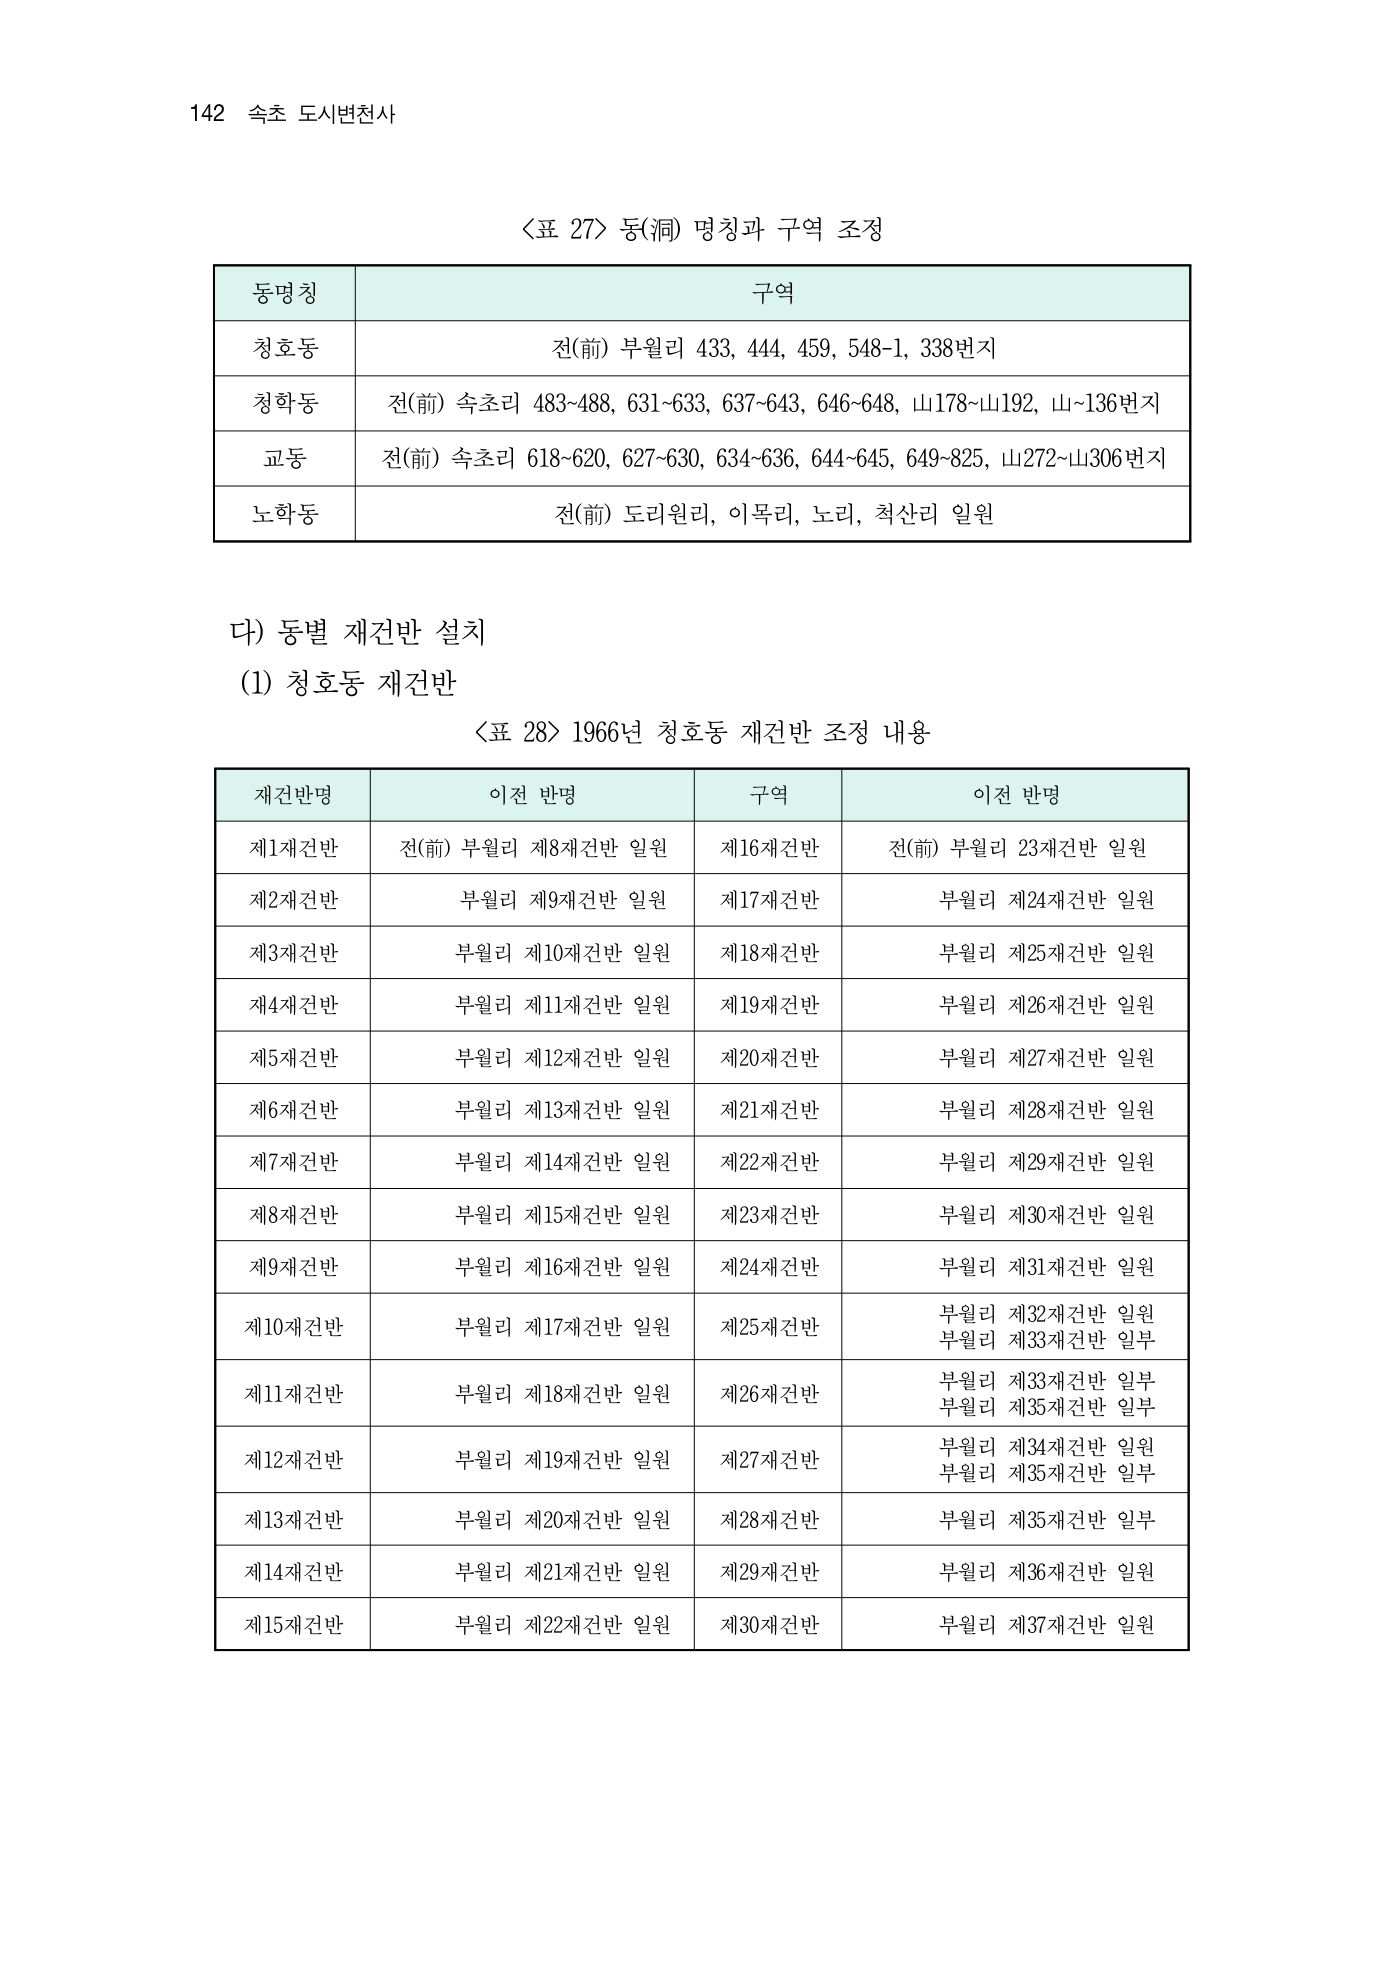 142 속초 도시변천사
<표 27> 동(洞) 명칭과 구역 조정
동명칭 구역
청호동 전(前) 부월리 433, 444, 459, 548-1, 338번지
청학동 전(前) 속초리 483~488, 631~633, 637~643, 646~648, 山178~山192, 山~136번지
교동 전(前) 속초리 618~620, 627~630, 634~636, 644~645, 649~825, 山272~山306번지
노학동 전(前) 도리원리, 이목리, 노리, 척산리 일원
다) 동별 재건반 설치
(1) 청호동 재건반
<표 28> 1966년 청호동 재건반 조정 내용
재건반명 이전 반명 구역 이전 반명
제1재건반 전(前) 부월리 제8재건반 일원 제16재건반 전(前) 부월리 23재건반 일원
제2재건반 부월리 제9재건반 일원 제17재건반 부월리 제24재건반 일원
제3재건반 부월리 제10재건반 일원 제18재건반 부월리 제25재건반 일원
재4재건반 부월리 제11재건반 일원 제19재건반 부월리 제26재건반 일원
제5재건반 부월리 제12재건반 일원 제20재건반 부월리 제27재건반 일원
제6재건반 부월리 제13재건반 일원 제21재건반 부월리 제28재건반 일원
제7재건반 부월리 제14재건반 일원 제22재건반 부월리 제29재건반 일원
제8재건반 부월리 제15재건반 일원 제23재건반 부월리 제30재건반 일원
제9재건반 부월리 제16재건반 일원 제24재건반 부월리 제31재건반 일원
제10재건반 부월리 제17재건반 일원 제25재건반 부월리 제32재건반 일원
부월리 제33재건반 일부
제11재건반 부월리 제18재건반 일원 제26재건반 부월리 제33재건반 일부
부월리 제35재건반 일부
제12재건반 부월리 제19재건반 일원 제27재건반 부월리 제34재건반 일원
부월리 제35재건반 일부
제13재건반 부월리 제20재건반 일원 제28재건반 부월리 제35재건반 일부
제14재건반 부월리 제21재건반 일원 제29재건반 부월리 제36재건반 일원
제15재건반 부월리 제22재건반 일원 제30재건반 부월리 제37재건반 일원